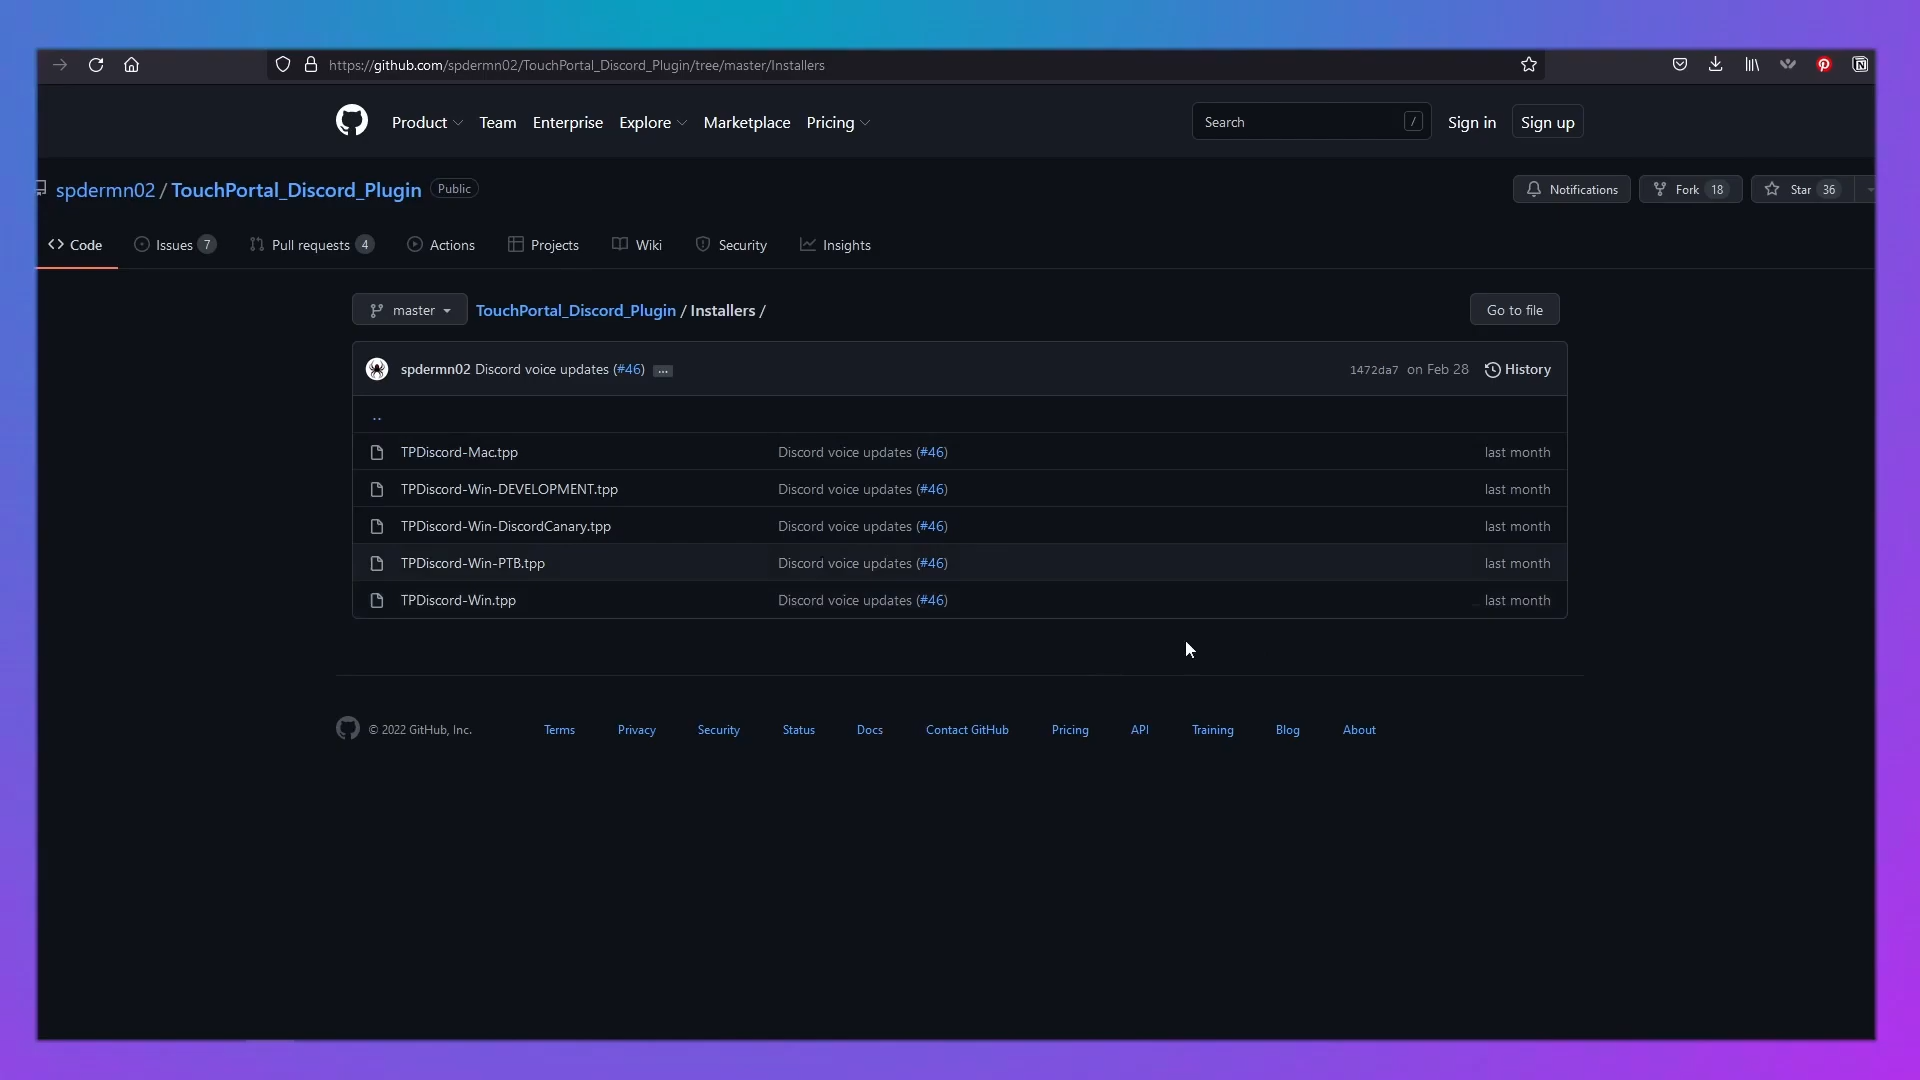 https://github.com/spdermn02/TouchPortal_Discord_Plugin/tree/master/Installers
Product Team Enterprise Explore Marketplace Pricing Search / Sign in Sign up
spdermn02 / TouchPortal_Discord_Plugin Public Notifications Fork 18 Star 36
Code Issues 7 Pull requests 4 Actions Projects Wiki Security Insights
master TouchPortal_Discord_Plugin / Installers / Go to file
spdermn02 Discord voice updates (#46) ... 1472da7 on Feb 28 History
..
TPDiscord-Mac.tpp Discord voice updates (#46) last month
TPDiscord-Win-DEVELOPMENT.tpp Discord voice updates (#46) last month
TPDiscord-Win-DiscordCanary.tpp Discord voice updates (#46) last month
TPDiscord-Win-PTB.tpp Discord voice updates (#46) last month
TPDiscord-Win.tpp Discord voice updates (#46) last month
© 2022 GitHub, Inc. Terms Privacy Security Status Docs Contact GitHub Pricing API Training Blog About